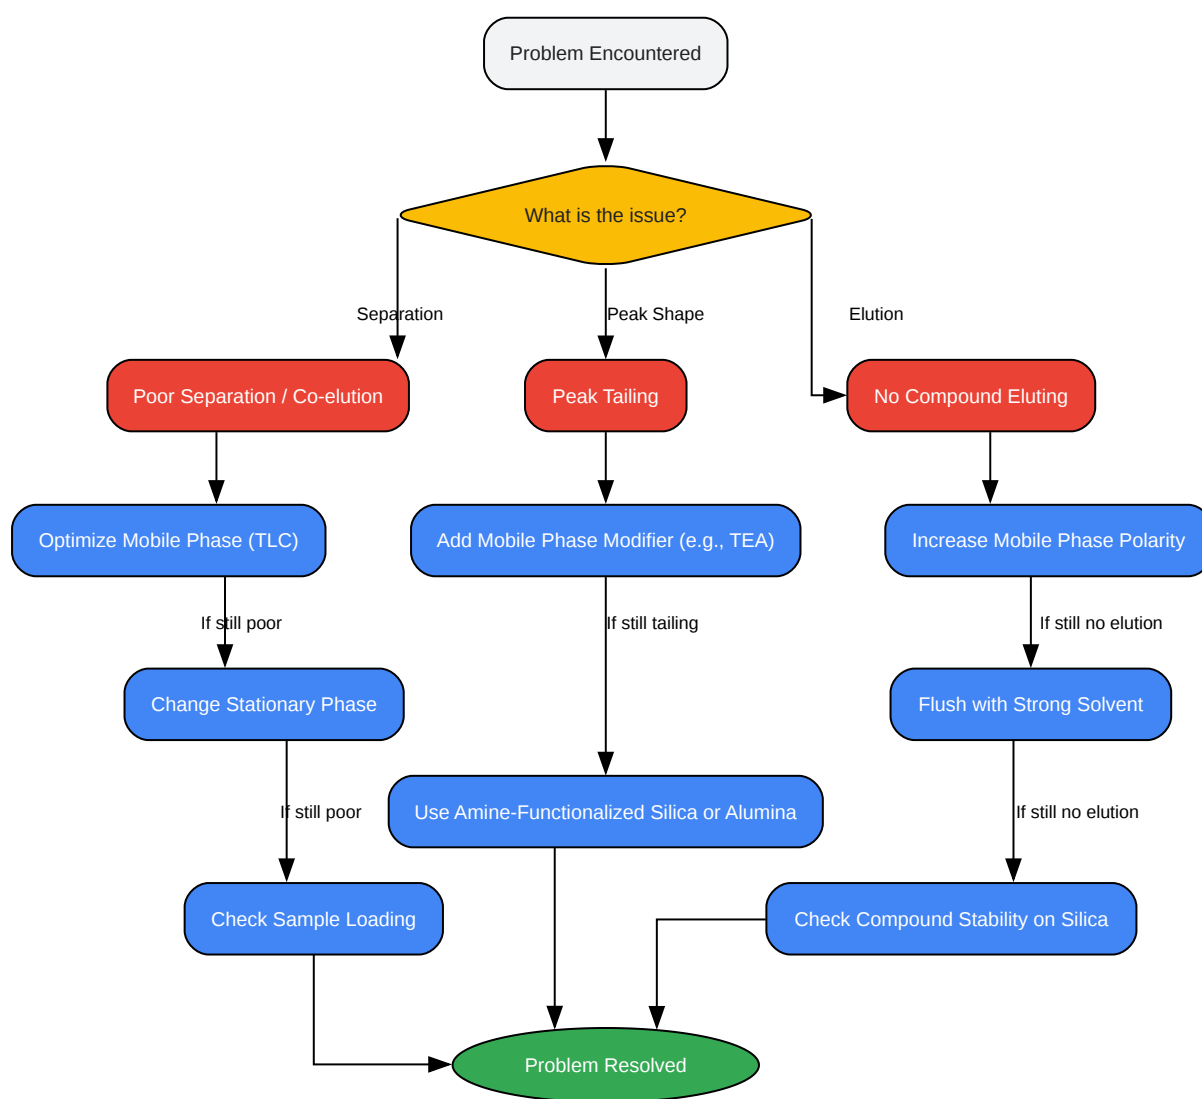 Problem Encountered
What is the issue?
Separation
Peak Shape
Elution
Poor Separation / Co-elution
Peak Tailing
No Compound Eluting
Optimize Mobile Phase (TLC)
Add Mobile Phase Modifier (e.g., TEA)
Increase Mobile Phase Polarity
If still poor
If still tailing
If still no elution
Change Stationary Phase
Flush with Strong Solvent
If still poor
Use Amine-Functionalized Silica or Alumina
If still no elution
Check Sample Loading
Check Compound Stability on Silica
Problem Resolved